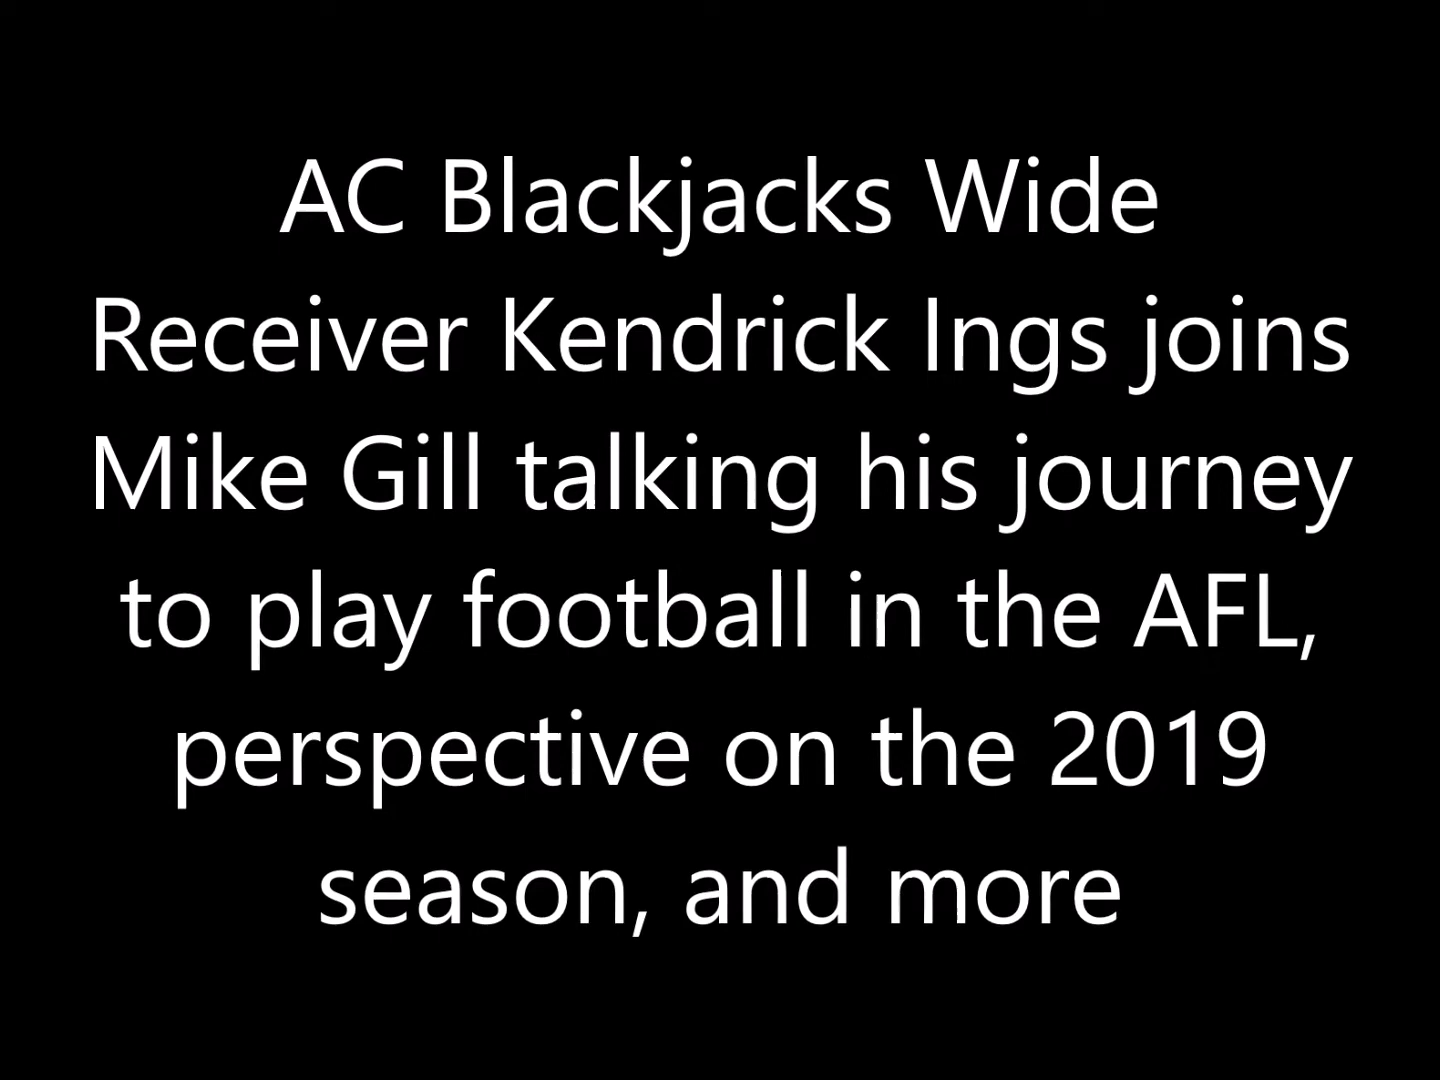 AC Blackjacks Wide
Receiver Kendrick Ings joins
Mike Gill talking his journey
to play football in the AFL,
perspective on the 2019
season, and more